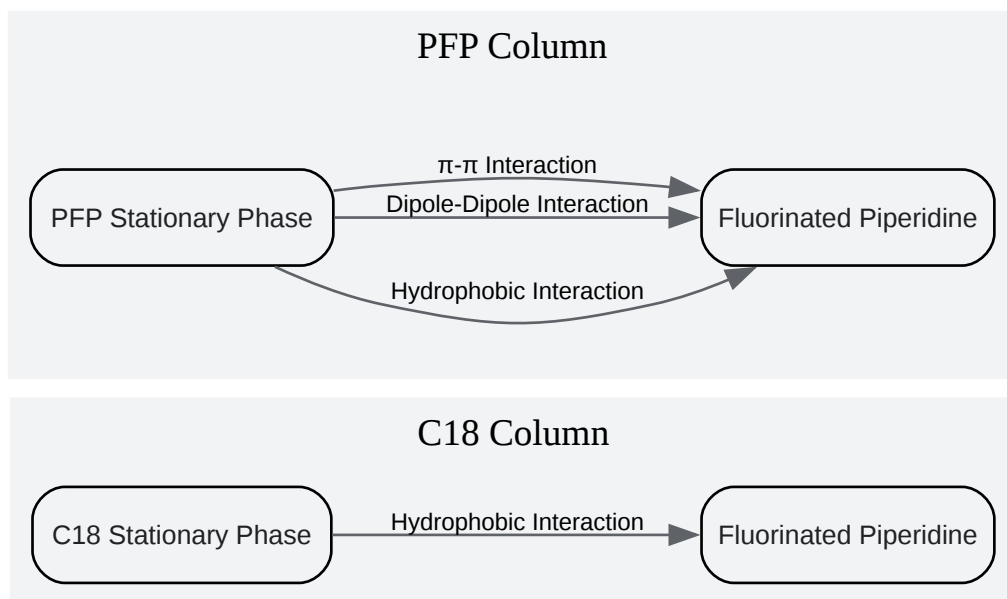 PFP Column
π-π Interaction
PFP Stationary Phase
Dipole-Dipole Interaction
Fluorinated Piperidine
Hydrophobic Interaction
C18 Column
C18 Stationary Phase
Hydrophobic Interaction
Fluorinated Piperidine